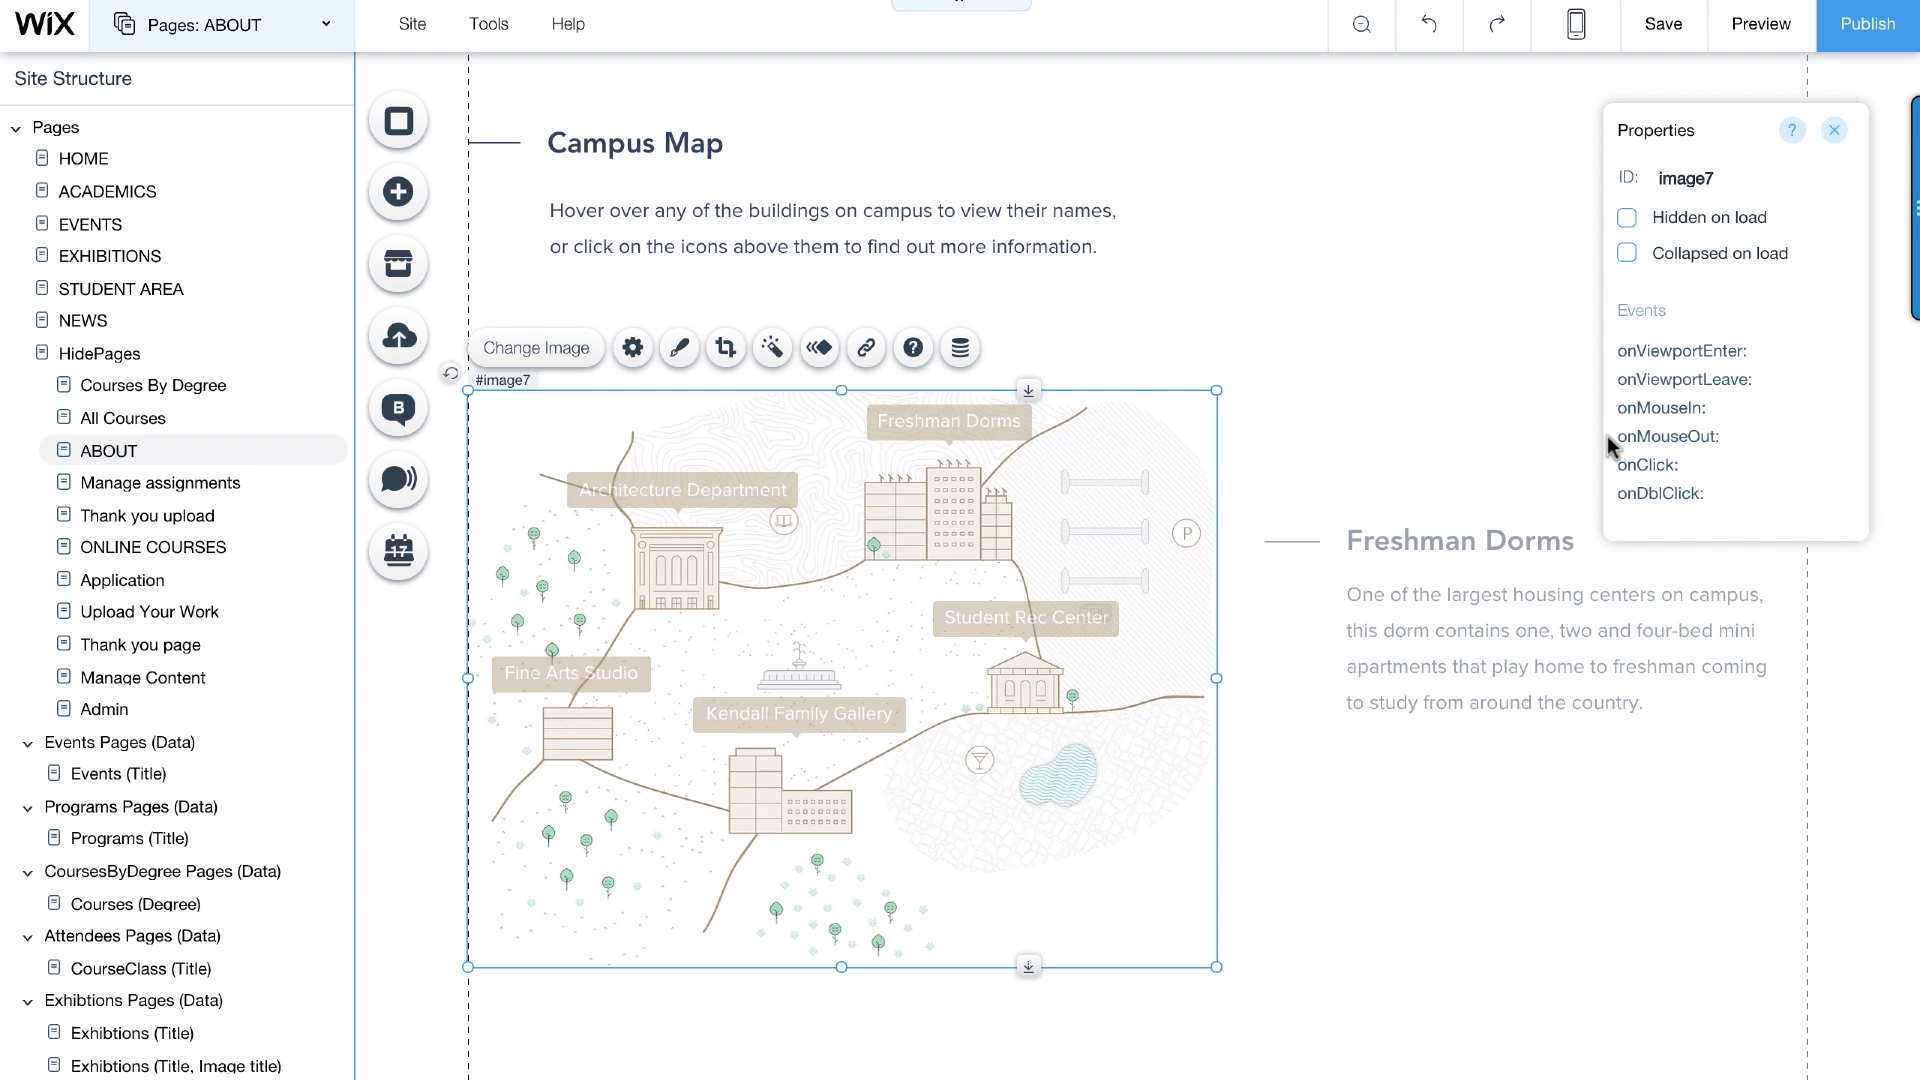 WiX
Pages: ABOUT
Site
Tools
Help
Save
Preview
Publish
Site Structure
Pages
HOME
ACADEMICS
EVENTS
EXHIBITIONS
STUDENT AREA
NEWS
HidePages
Courses By Degree
All Courses
ABOUT
Manage assignments
Thank you upload
ONLINE COURSES
Application
Upload Your Work
Thank you page
Manage Content
Admin
Events Pages (Data)
Events (Title)
Programs Pages (Data)
Programs (Title)
CoursesByDegree Pages (Data)
Courses (Degree)
Attendees Pages (Data)
CourseClass (Title)
Exhibtions Pages (Data)
Exhibtions (Title)
Exhibtions (Title, Image title)
B
17
Campus Map
Hover over any of the buildings on campus to view their names,
or click on the icons above them to find out more information.
Change Image
?
#image7
Freshman Dorms
Architecture Department
P
Student Rec Center
Fine Arts Studio
Kendall Family Gallery
Freshman Dorms
One of the largest housing centers on campus,
this dorm contains one, two and four-bed mini
apartments that play home to freshman coming
to study from around the country.
Properties
?
ID: image7
Hidden on load
Collapsed on load
Events
onViewportEnter:
onViewportLeave:
onMouseIn:
onMouseOut:
onClick:
onDblClick: